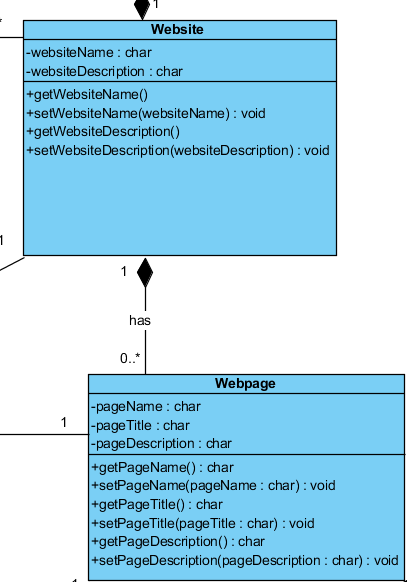 *
1
Website
-websiteName : char
-websiteDescription : char
+getWebsiteName()
+setWebsiteName(websiteName) : void
+getWebsiteDescription()
+setWebsiteDescription(websiteDescription) : void
1
1
has
0..*
Webpage
-pageName : char
-pageTitle : char
-pageDescription : char
1
+getPageName() : char
+setPageName(pageName : char) : void
+getPageTitle() : char
+setPageTitle(pageTitle : char) : void
+getPageDescription() : char
+setPageDescription(pageDescription : char) : void
1